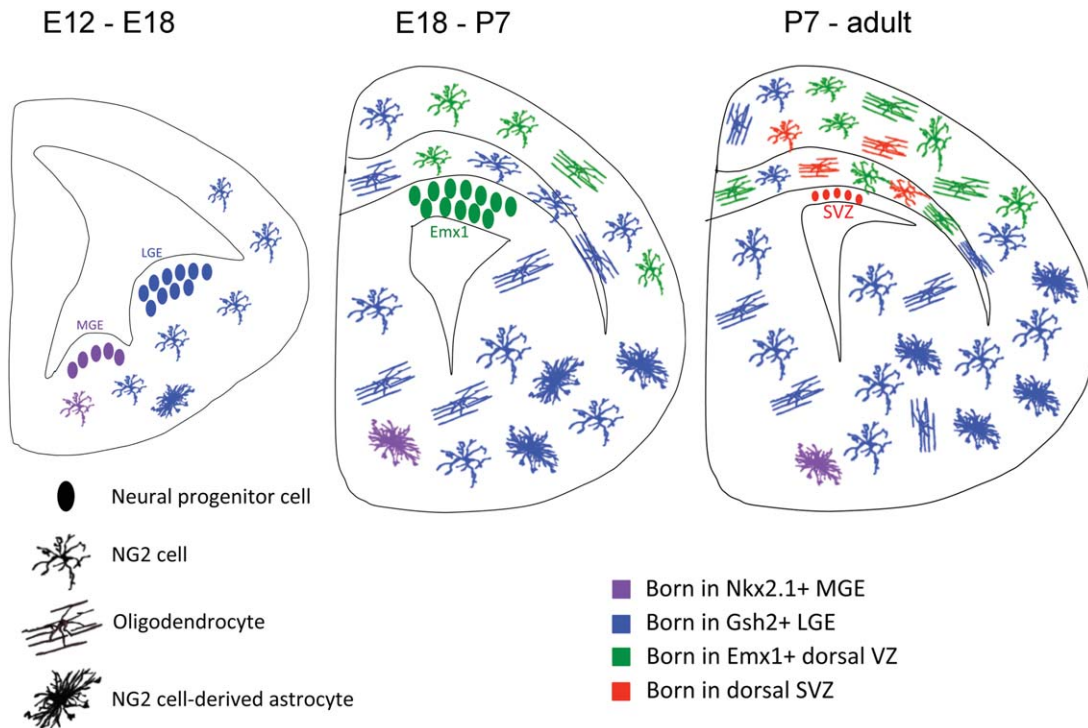 E12 - E18
E18 - P7
P7 - adult
LGE
MGE
Emx1
SVZ
Neural progenitor cell
NG2 cell
Oligodendrocyte
NG2 cell-derived astrocyte
Born in Nkx2.1+ MGE
Born in Gsh2+ LGE
Born in Emx1+ dorsal VZ
Born in dorsal SVZ